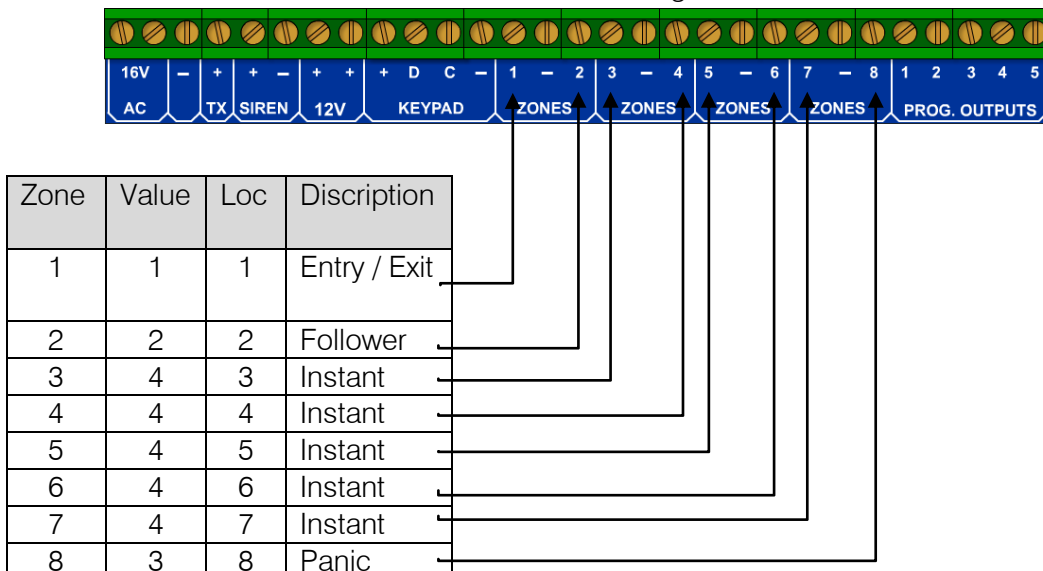 16V – + + – + + + D C – 1 – 2 3 – 4 5 – 6 7 – 8 1 2 3 4 5
AC TX SIREN 12V KEYPAD ZONES ZONES ZONES ZONES PROG. OUTPUTS
Zone Value Loc Discription
1 1 1 Entry / Exit
2 2 2 Follower
3 4 3 Instant
4 4 4 Instant
5 4 5 Instant
6 4 6 Instant
7 4 7 Instant
8 3 8 Panic